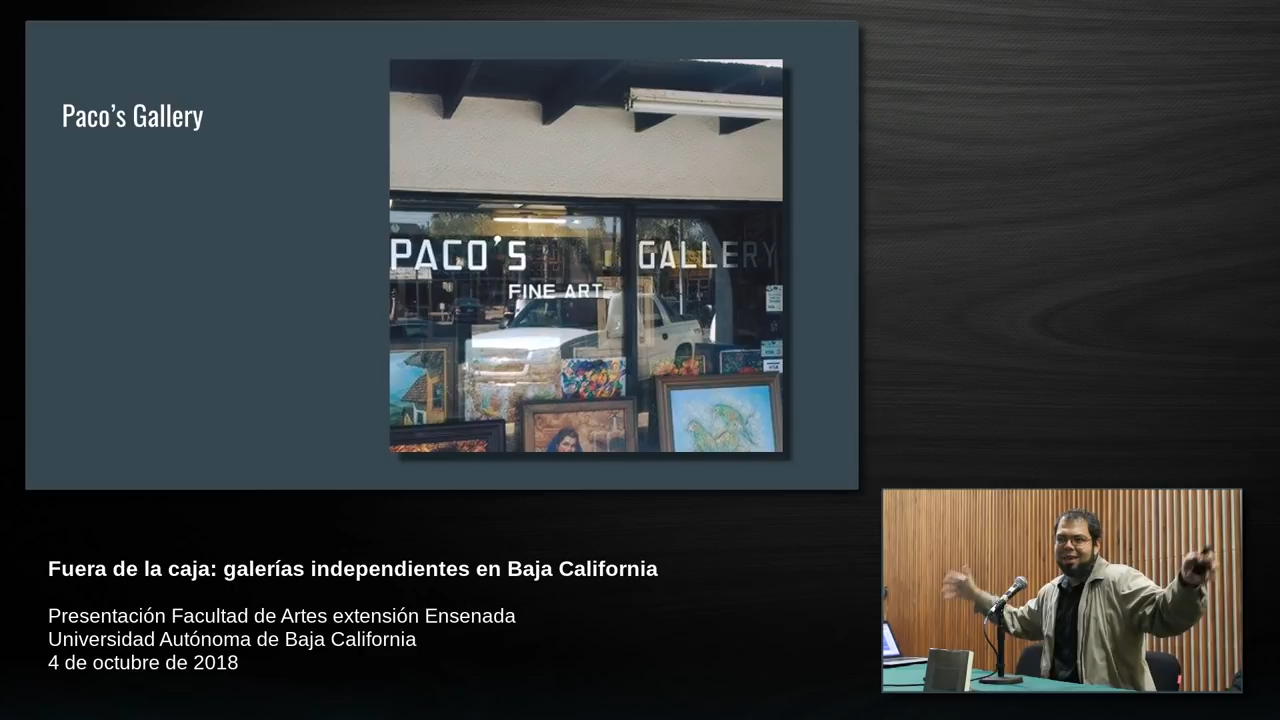 Paco’s Gallery
PACO'S GALLERY
FINE ART
Fuera de la caja: galerías independientes en Baja California
Presentación Facultad de Artes extensión Ensenada
Universidad Autónoma de Baja California
4 de octubre de 2018